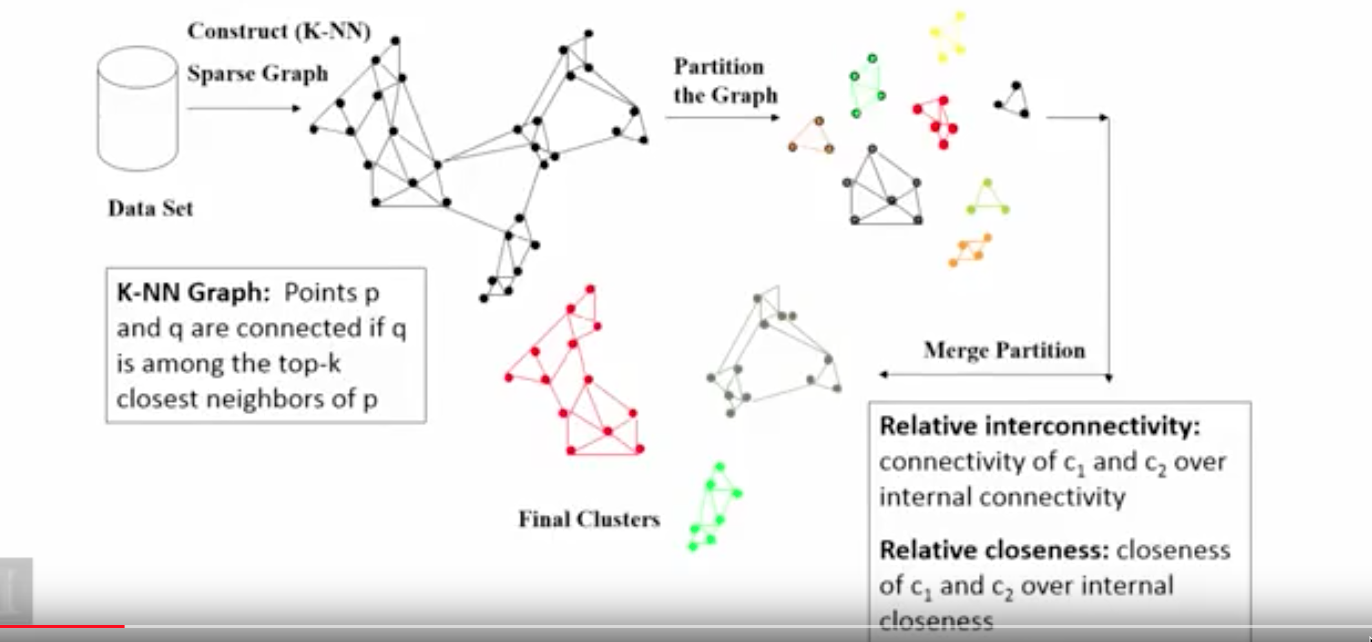 Construct (K-NN)
Sparse Graph
Data Set
Partition
the Graph
K-NN Graph: Points p
and q are connected if q
is among the top-k
closest neighbors of p
Merge Partition
Final Clusters
Relative interconnectivity:
connectivity of c₁ and c₂ over
internal connectivity
Relative closeness: closeness
of c₁ and c₂ over internal
closeness